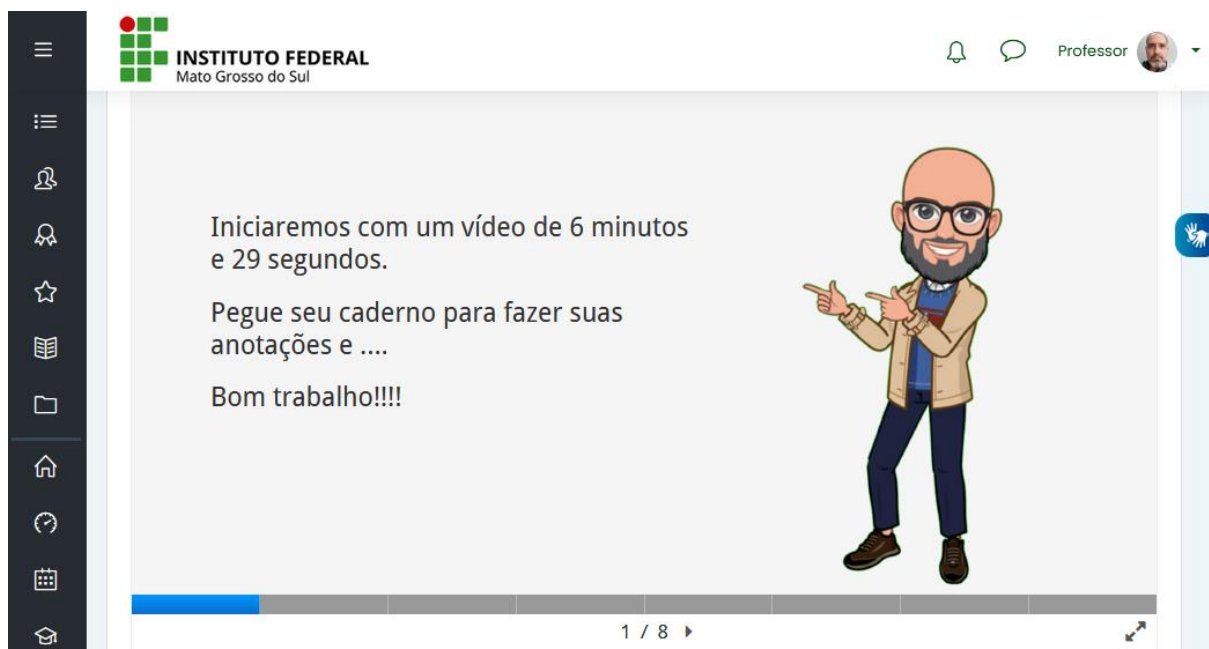 INSTITUTO FEDERAL
Mato Grosso do Sul
Professor
Iniciaremos com um vídeo de 6 minutos
e 29 segundos.
Pegue seu caderno para fazer suas
anotações e ....
Bom trabalho!!!!
1 / 8